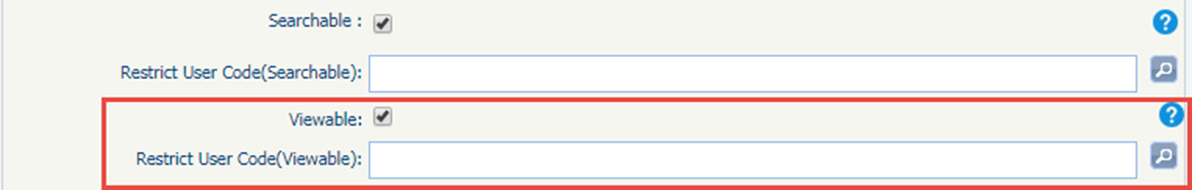 Searchable :
?
Restrict User Code(Searchable):
Viewable:
?
Restrict User Code(Viewable):